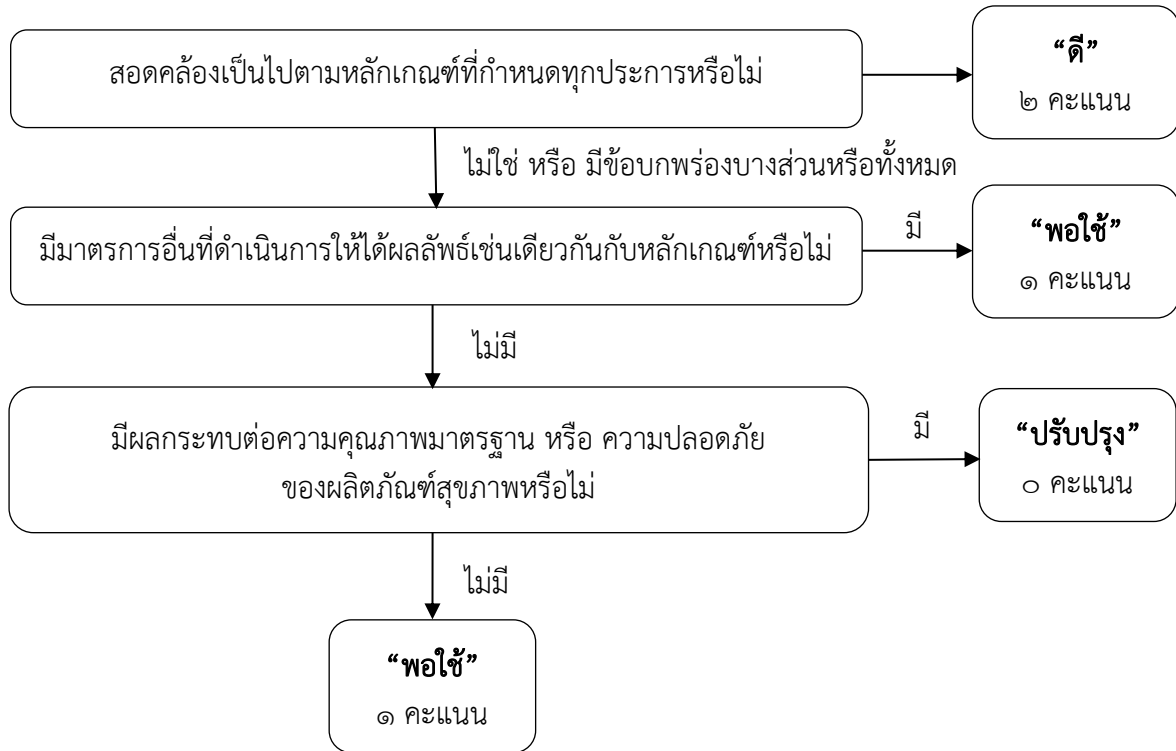 สอดคล้องเป็นไปตามหลักเกณฑ์ที่กำหนดทุกประการหรือไม่
“ดี”
๒ คะแนน
ไม่ใช่ หรือ มีข้อบกพร่องบางส่วนหรือทั้งหมด
มีมาตรการอื่นที่ดำเนินการให้ได้ผลลัพธ์เช่นเดียวกันกับหลักเกณฑ์หรือไม่
มี
“พอใช้”
๑ คะแนน
ไม่มี
มีผลกระทบต่อความคุณภาพมาตรฐาน หรือ ความปลอดภัย
ของผลิตภัณฑ์สุขภาพหรือไม่
มี
“ปรับปรุง”
๐ คะแนน
ไม่มี
“พอใช้”
๑ คะแนน